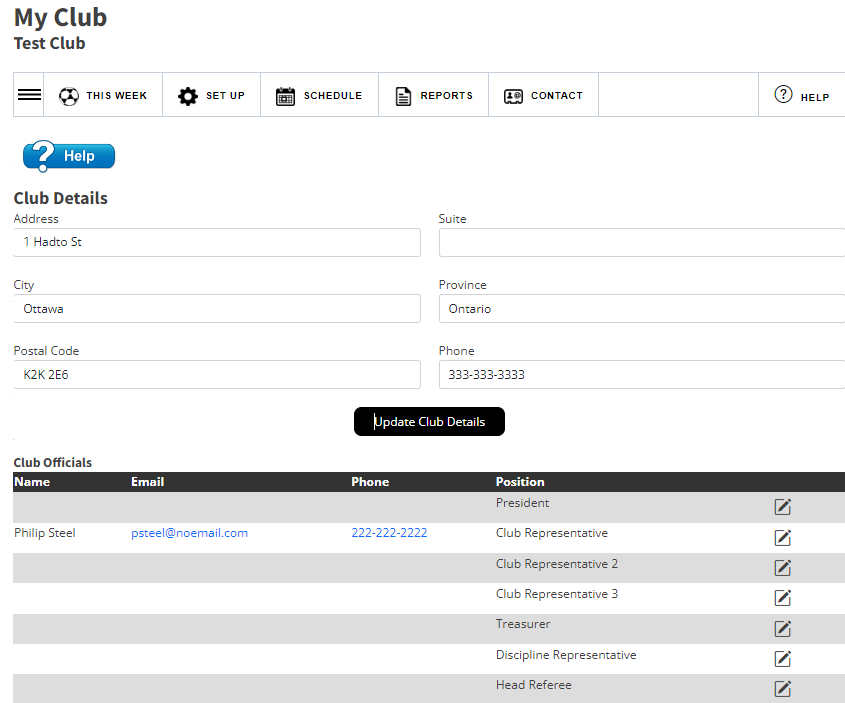 My Club
Test Club
THIS WEEK SET UP SCHEDULE REPORTS CONTACT ? HELP
? Help
Club Details
Address Suite
1 Hadto St
City Province
Ottawa Ontario
Postal Code Phone
K2K 2E6 333-333-3333
Update Club Details
Club Officials
Name Email Phone Position
President
Philip Steel psteel@noemail.com 222-222-2222 Club Representative
Club Representative 2
Club Representative 3
Treasurer
Discipline Representative
Head Referee